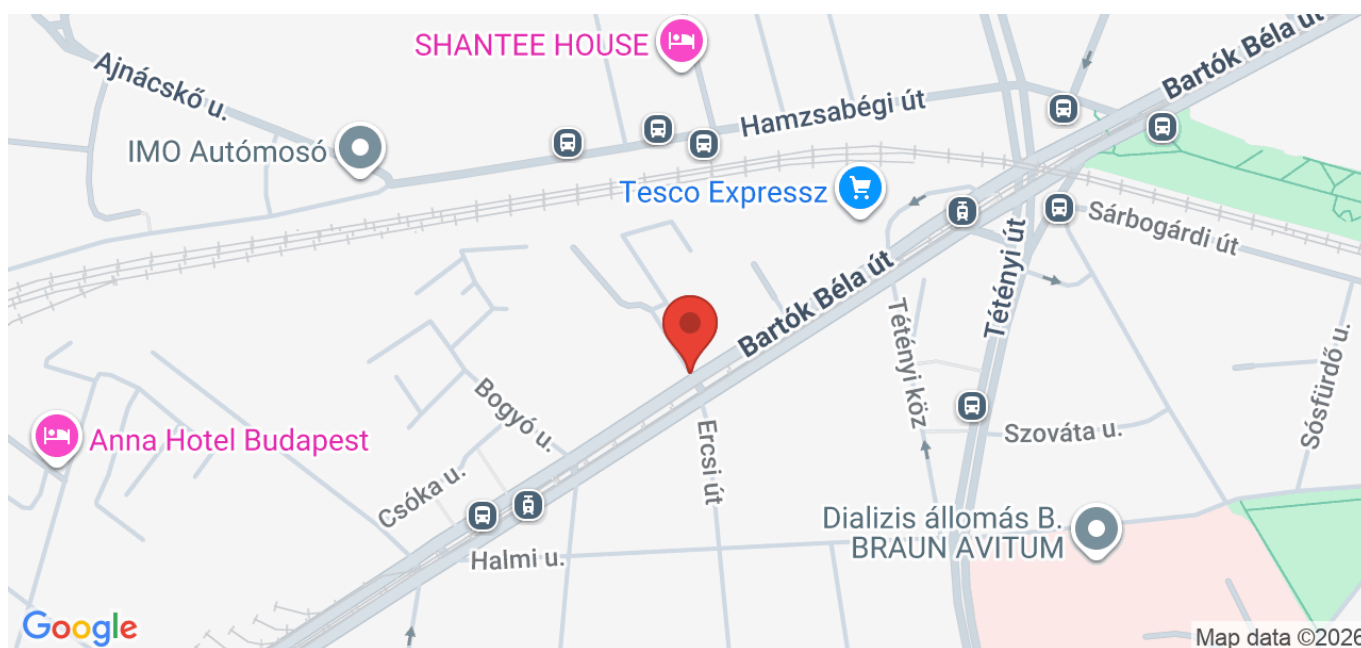 SHANTEE HOUSE
Bartók Béla út
Ajnácskő u.
Hamzsabégi út
IMO Autómosó
Tesco Expressz
Sárbogárdi út
Bartók Béla út
Tétényi út
Tétényi köz
Sósfürdő u.
Bogyó u.
Anna Hotel Budapest
Ercsi út
Szováta u.
Csóka u.
Dialízis állomás B.
BRAUN AVITUM
Halmi u.
Google
Map data ©2026